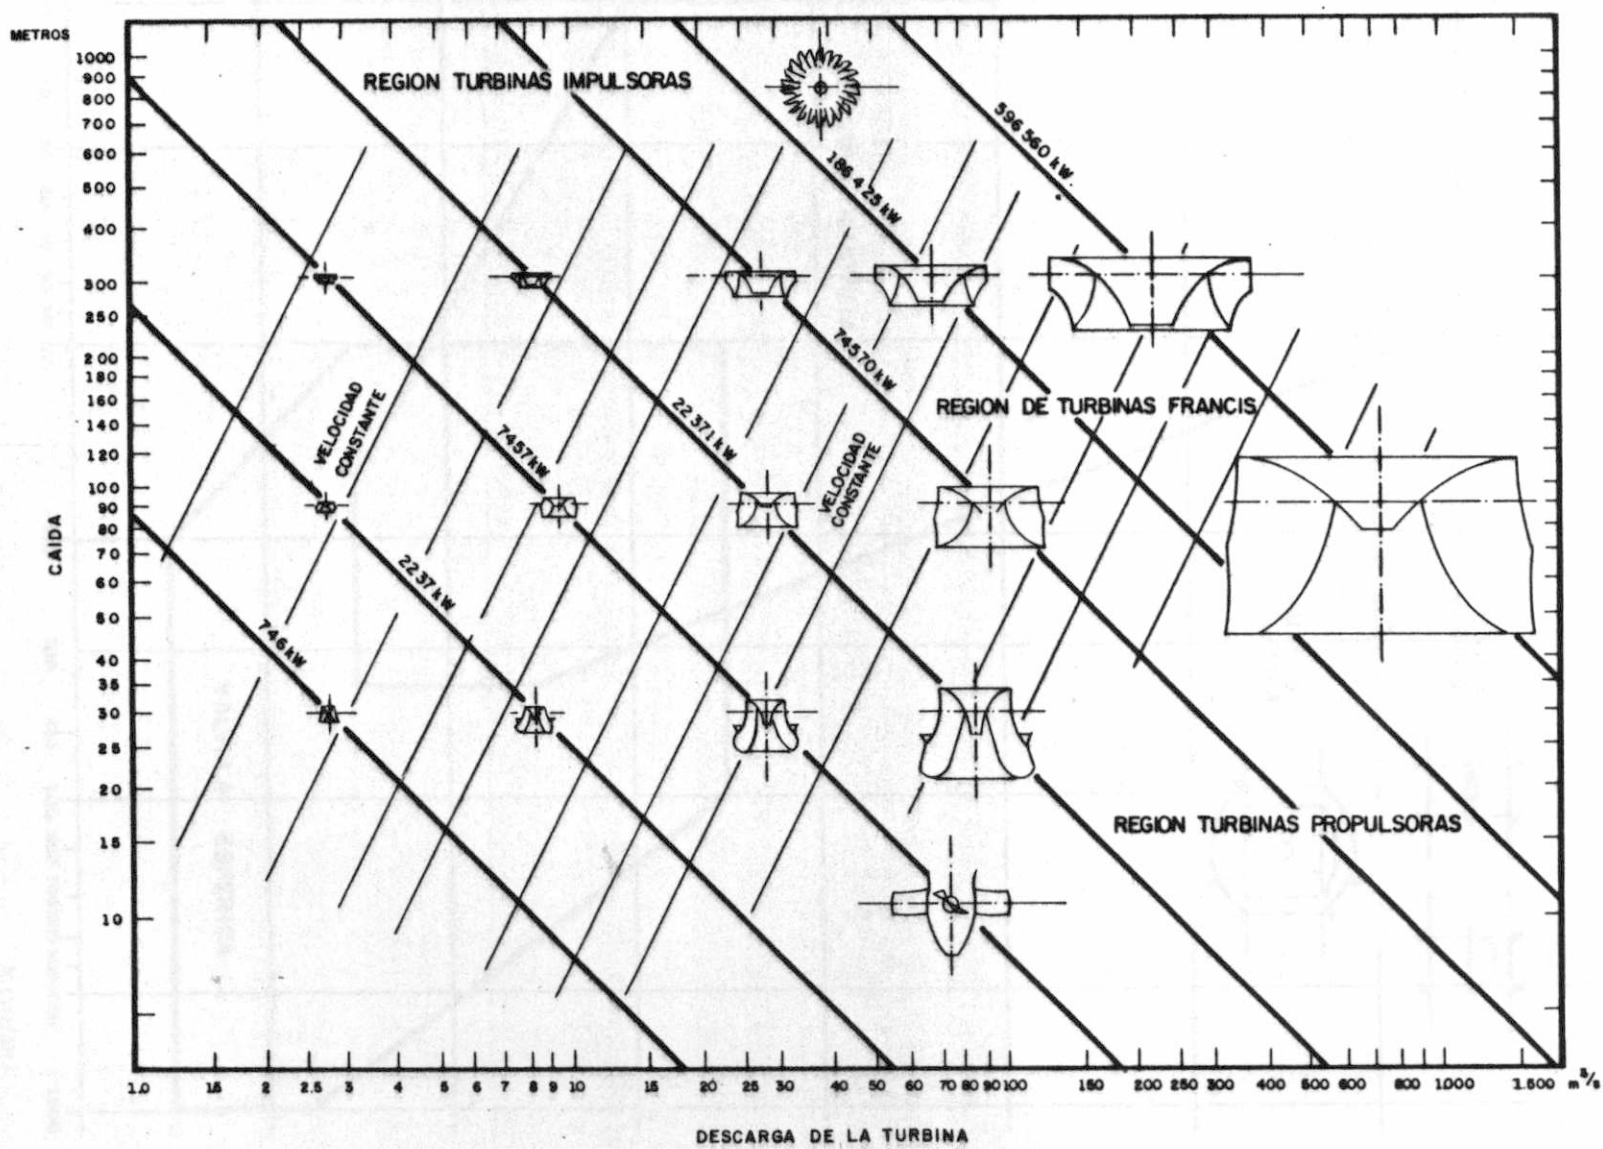 METROS
REGION TURBINAS IMPULSORAS
1000
900
800
700
600
500
400
300
250
200
180
160
140
120
100
90
80
70
60
50
40
35
30
25
20
15
10
CAIDA
596 560 kW
186 425 kW
74570 kW
22 371 kW
7457 kW
2237 kW
746 kW
VELOCIDAD
CONSTANTE
VELOCIDAD
CONSTANTE
REGION DE TURBINAS FRANCIS
REGION TURBINAS PROPULSORAS
1.0 1.5 2 2.5 3 4 5 6 7 8 9 10 15 20 25 30 40 50 60 70 80 90 100 150 200 250 300 400 500 600 800 1000 1.600 m³/s
DESCARGA DE LA TURBINA